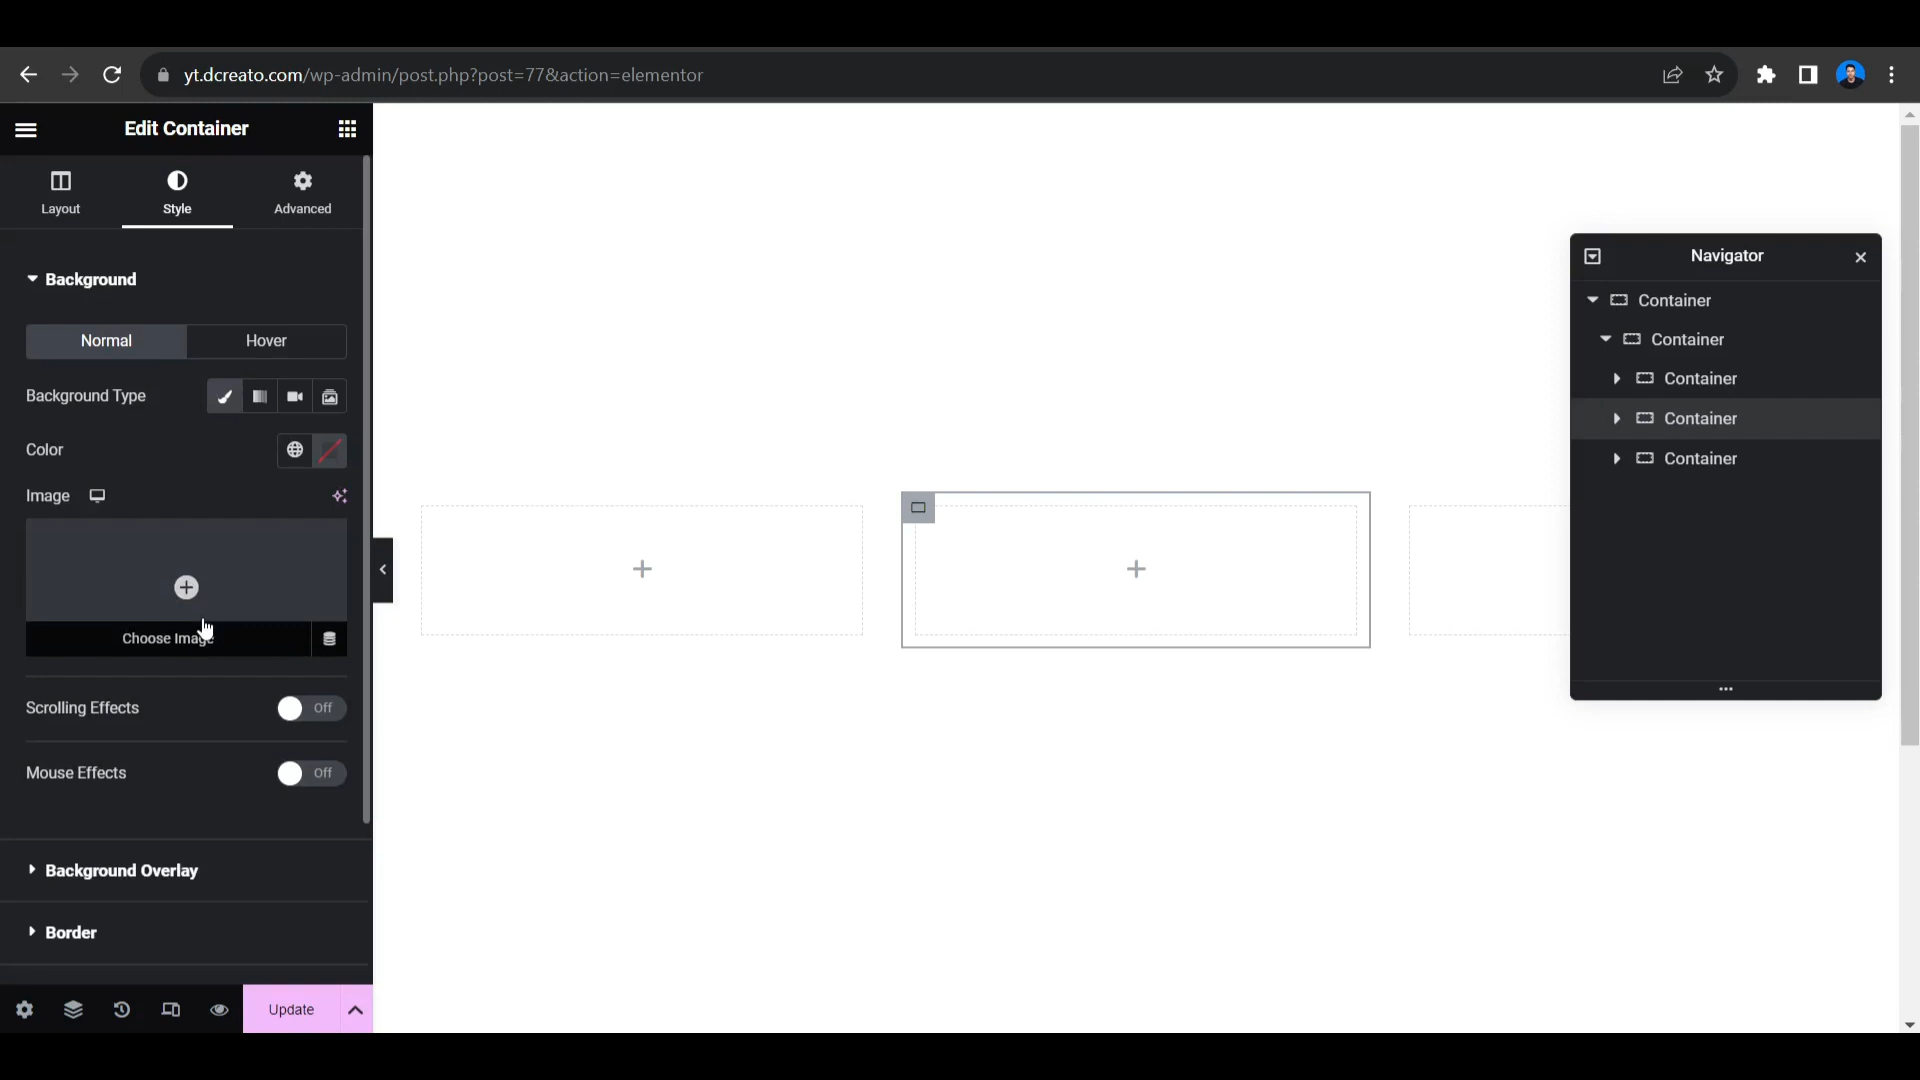 yt.dcreato.com/wp-admin/post.php?post=77&action=elementor
Edit Container
Layout
Style
Advanced
Background
Normal
Hover
Background Type
Color
Image
Choose Image
Scrolling Effects
Off
Mouse Effects
Off
Background Overlay
Border
Update
Navigator
Container
Container
Container
Container
Container